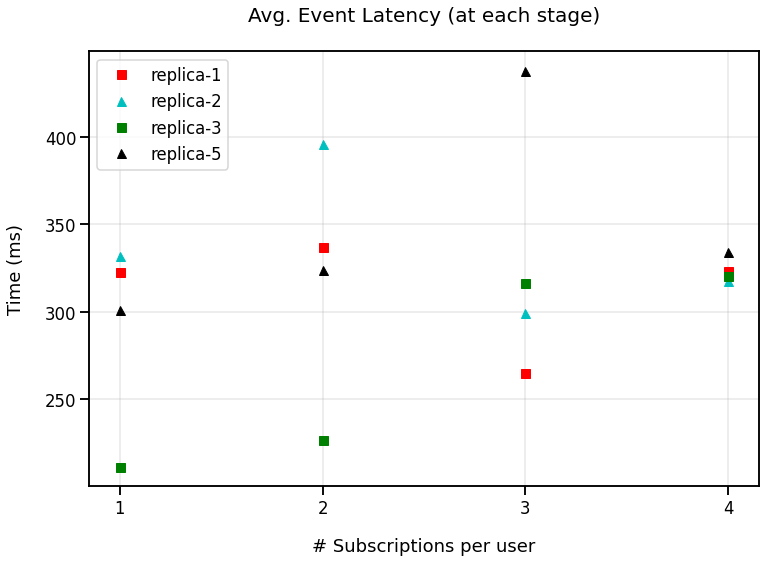 Avg. Event Latency (at each stage)
replica-1
replica-2
replica-3
replica-5
Time (ms)
400
350
300
250
1 2 3 4
# Subscriptions per user